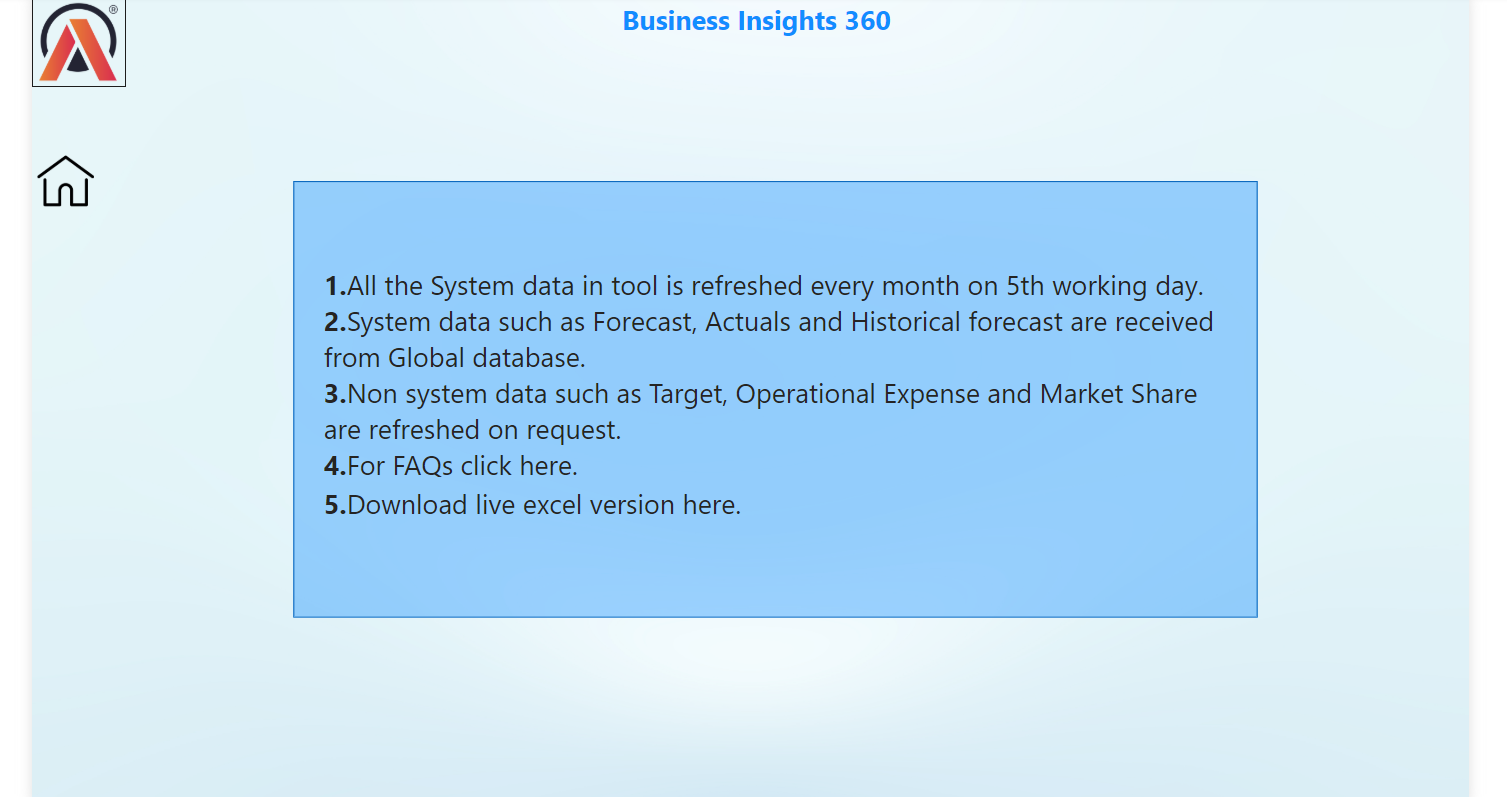 ®
Business Insights 360
1.All the System data in tool is refreshed every month on 5th working day.
2.System data such as Forecast, Actuals and Historical forecast are received
from Global database.
3.Non system data such as Target, Operational Expense and Market Share
are refreshed on request.
4.For FAQs click here.
5.Download live excel version here.